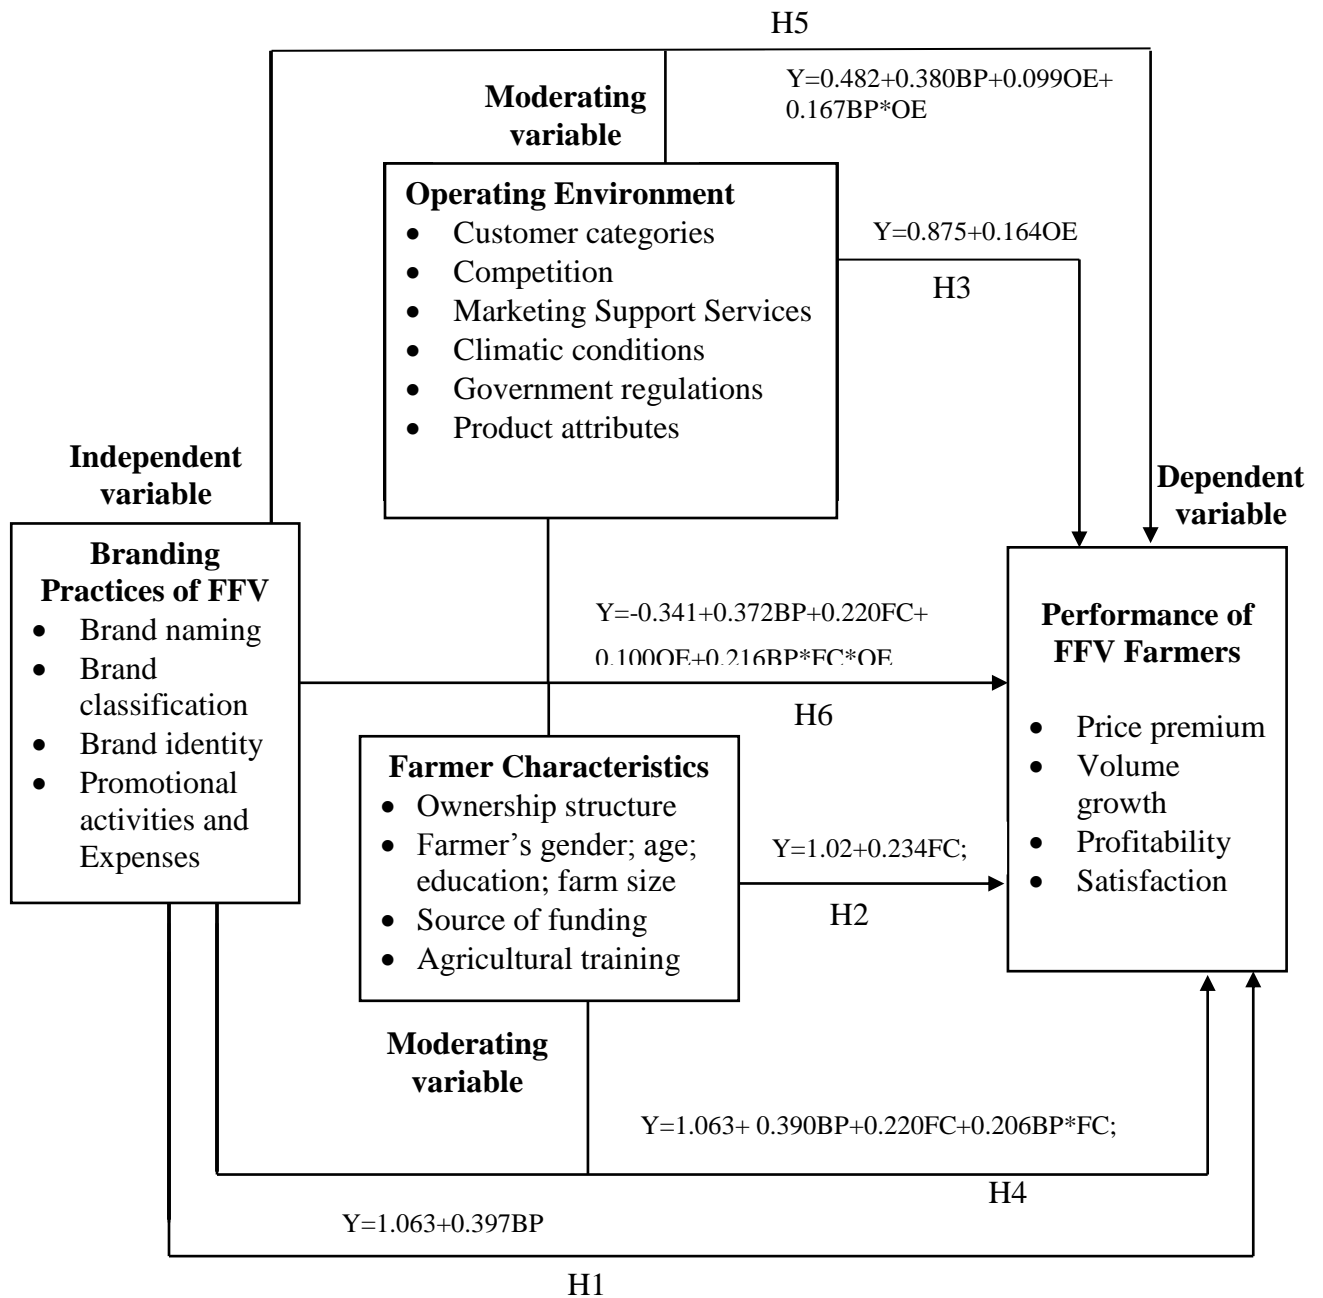 H5
Y=0.482+0.380BP+0.099OE+
0.167BP*OE
Moderating
variable
Operating Environment
• Customer categories
• Competition
• Marketing Support Services
• Climatic conditions
• Government regulations
• Product attributes
Y=0.875+0.164OE
H3
Independent
variable
Dependent
variable
Branding
Practices of FFV
• Brand naming
• Brand
classification
• Brand identity
• Promotional
activities and
Expenses
Y=-0.341+0.372BP+0.220FC+
0.100OE+0.216BP*FC*OE
H6
Performance of
FFV Farmers
• Price premium
• Volume
growth
• Profitability
• Satisfaction
Farmer Characteristics
• Ownership structure
• Farmer’s gender; age;
education; farm size
• Source of funding
• Agricultural training
Y=1.02+0.234FC;
H2
Moderating
variable
Y=1.063+ 0.390BP+0.220FC+0.206BP*FC;
H4
Y=1.063+0.397BP
H1